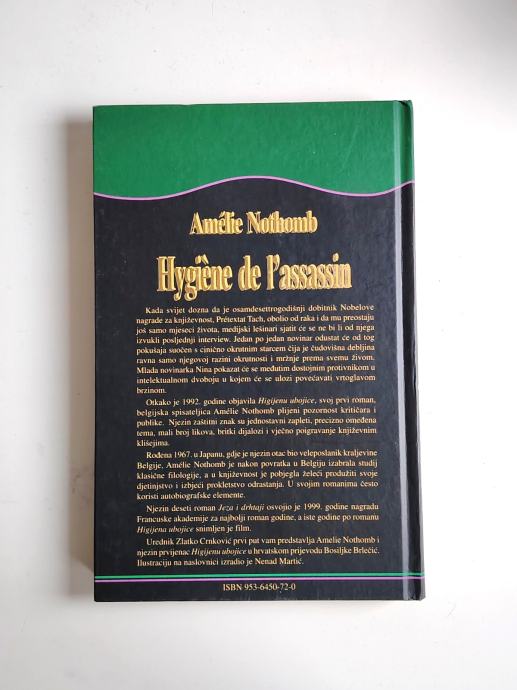 Amélie Nothomb
Hygiène de l'assassin
Kada svijet dozna da je osamdesettrogodišnji dobitnik Nobelove
nagrade za književnost, Prétextat Tach, obolio od raka i da mu preostaju
još samo mjeseci života, medijski lešinari sjatit će se ne bi li od njega
izvukli posljednji interview. Jedan po jedan novinar odustat će od tog
pokušaja suočen s cinično okrutnim starcem čija je čudovišna debljina
ravna samo njegovoj razini okrutnosti i mržnje prema svemu živom.
Mlada novinarka Nina pokazat će se međutim dostojnim protivnikom u
intelektualnom dvoboju u kojem će se ulozi povećavati vrtoglavom
brzinom.
Otkako je 1992. godine objavila Higijenu ubojice, svoj prvi roman,
belgijska spisateljica Amélie Nothomb plijeni pozornost kritičara i
publike. Njezin zaštitni znak su jednostavni zapleti, precizno omeđena
tema, mali broj likova, britki dijalozi i vječno poigravanje književnim
klišejima.
Rođena 1967. u Japanu, gdje je njezin otac bio veleposlanik kraljevine
Belgije, Amélie Nothomb je nakon povratka u Belgiju izabrala studij
klasične filologije, a u književnost je pobjegla želeći produžiti svoje
djetinjstvo i izbjeći prokletstvo odrastanja. U svojim romanima često
koristi autobiografske elemente.
Njezin deseti roman Jeza i drhtaji osvojio je 1999. godine nagradu
Francuske akademije za najbolji roman godine, a iste godine po romanu
Higijena ubojice snimljen je film.
Urednik Zlatko Crnković prvi put vam predstavlja Amelie Nothomb i
njezin prvijenac Higijenu ubojice u hrvatskom prijevodu Bosiljke Brlečić.
Ilustraciju na naslovnici izradio je Nenad Martić.
ISBN 953-6450-72-0